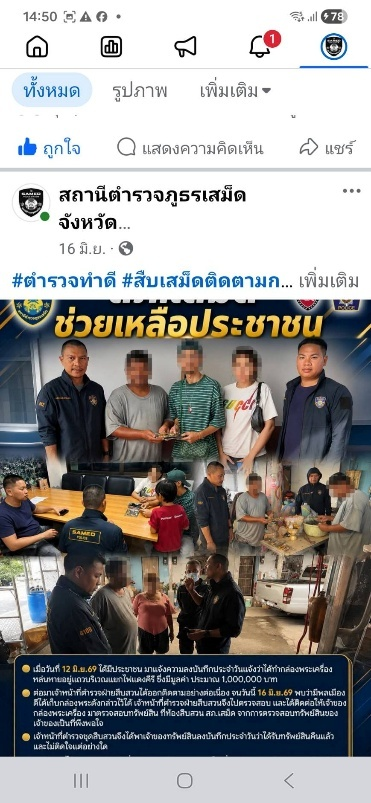 14:50
78
1
ทั้งหมด
รูปภาพ
เพิ่มเติม
ถูกใจ
แสดงความคิดเห็น
แชร์
สถานีตำรวจภูธรเสม็ด
จังหวัด...
16 มิ.ย.
#ตำรวจทำดี #สืบเสม็ดติดตามก... เพิ่มเติม
ช่วยเหลือประชาชน
SAMED
เมื่อวันที่ 12 มิ.ย.69 ได้มีประชาชน มาแจ้งความลงบันทึกประจำวันแจ้งว่าได้ทำกล่องพระเครื่อง
หล่นหายอยู่แถวบริเวณแยกไฟแดงคีรี ซึ่งมีมูลค่า ประมาณ 1,000,000 บาท
ต่อมาเจ้าหน้าที่ตำรวจฝ่ายสืบสวนได้ออกติดตามอย่างต่อเนื่อง จนวันนี้ 16 มิ.ย.69 พบว่ามีพลเมือง
ดีได้เก็บกล่องพระดังกล่าวไว้ได้ เจ้าหน้าที่ตำรวจ ฝ่ายสืบสวนจึงไปตรวจสอบ และได้ติดต่อให้เจ้าของ
กล่องพระเครื่อง มาตรวจสอบทรัพย์สิน ที่ห้องสืบสวน สภ.เสม็ด จากการตรวจสอบทรัพย์สินของ
เจ้าของเป็นที่พึงพอใจ
เจ้าหน้าที่ตำรวจชุดสืบสวนจึงได้พาเจ้าของทรัพย์สินลงบันทึกประจำวันว่าได้รับทรัพย์สินคืนแล้ว
และไม่ติดใจแต่อย่างใด